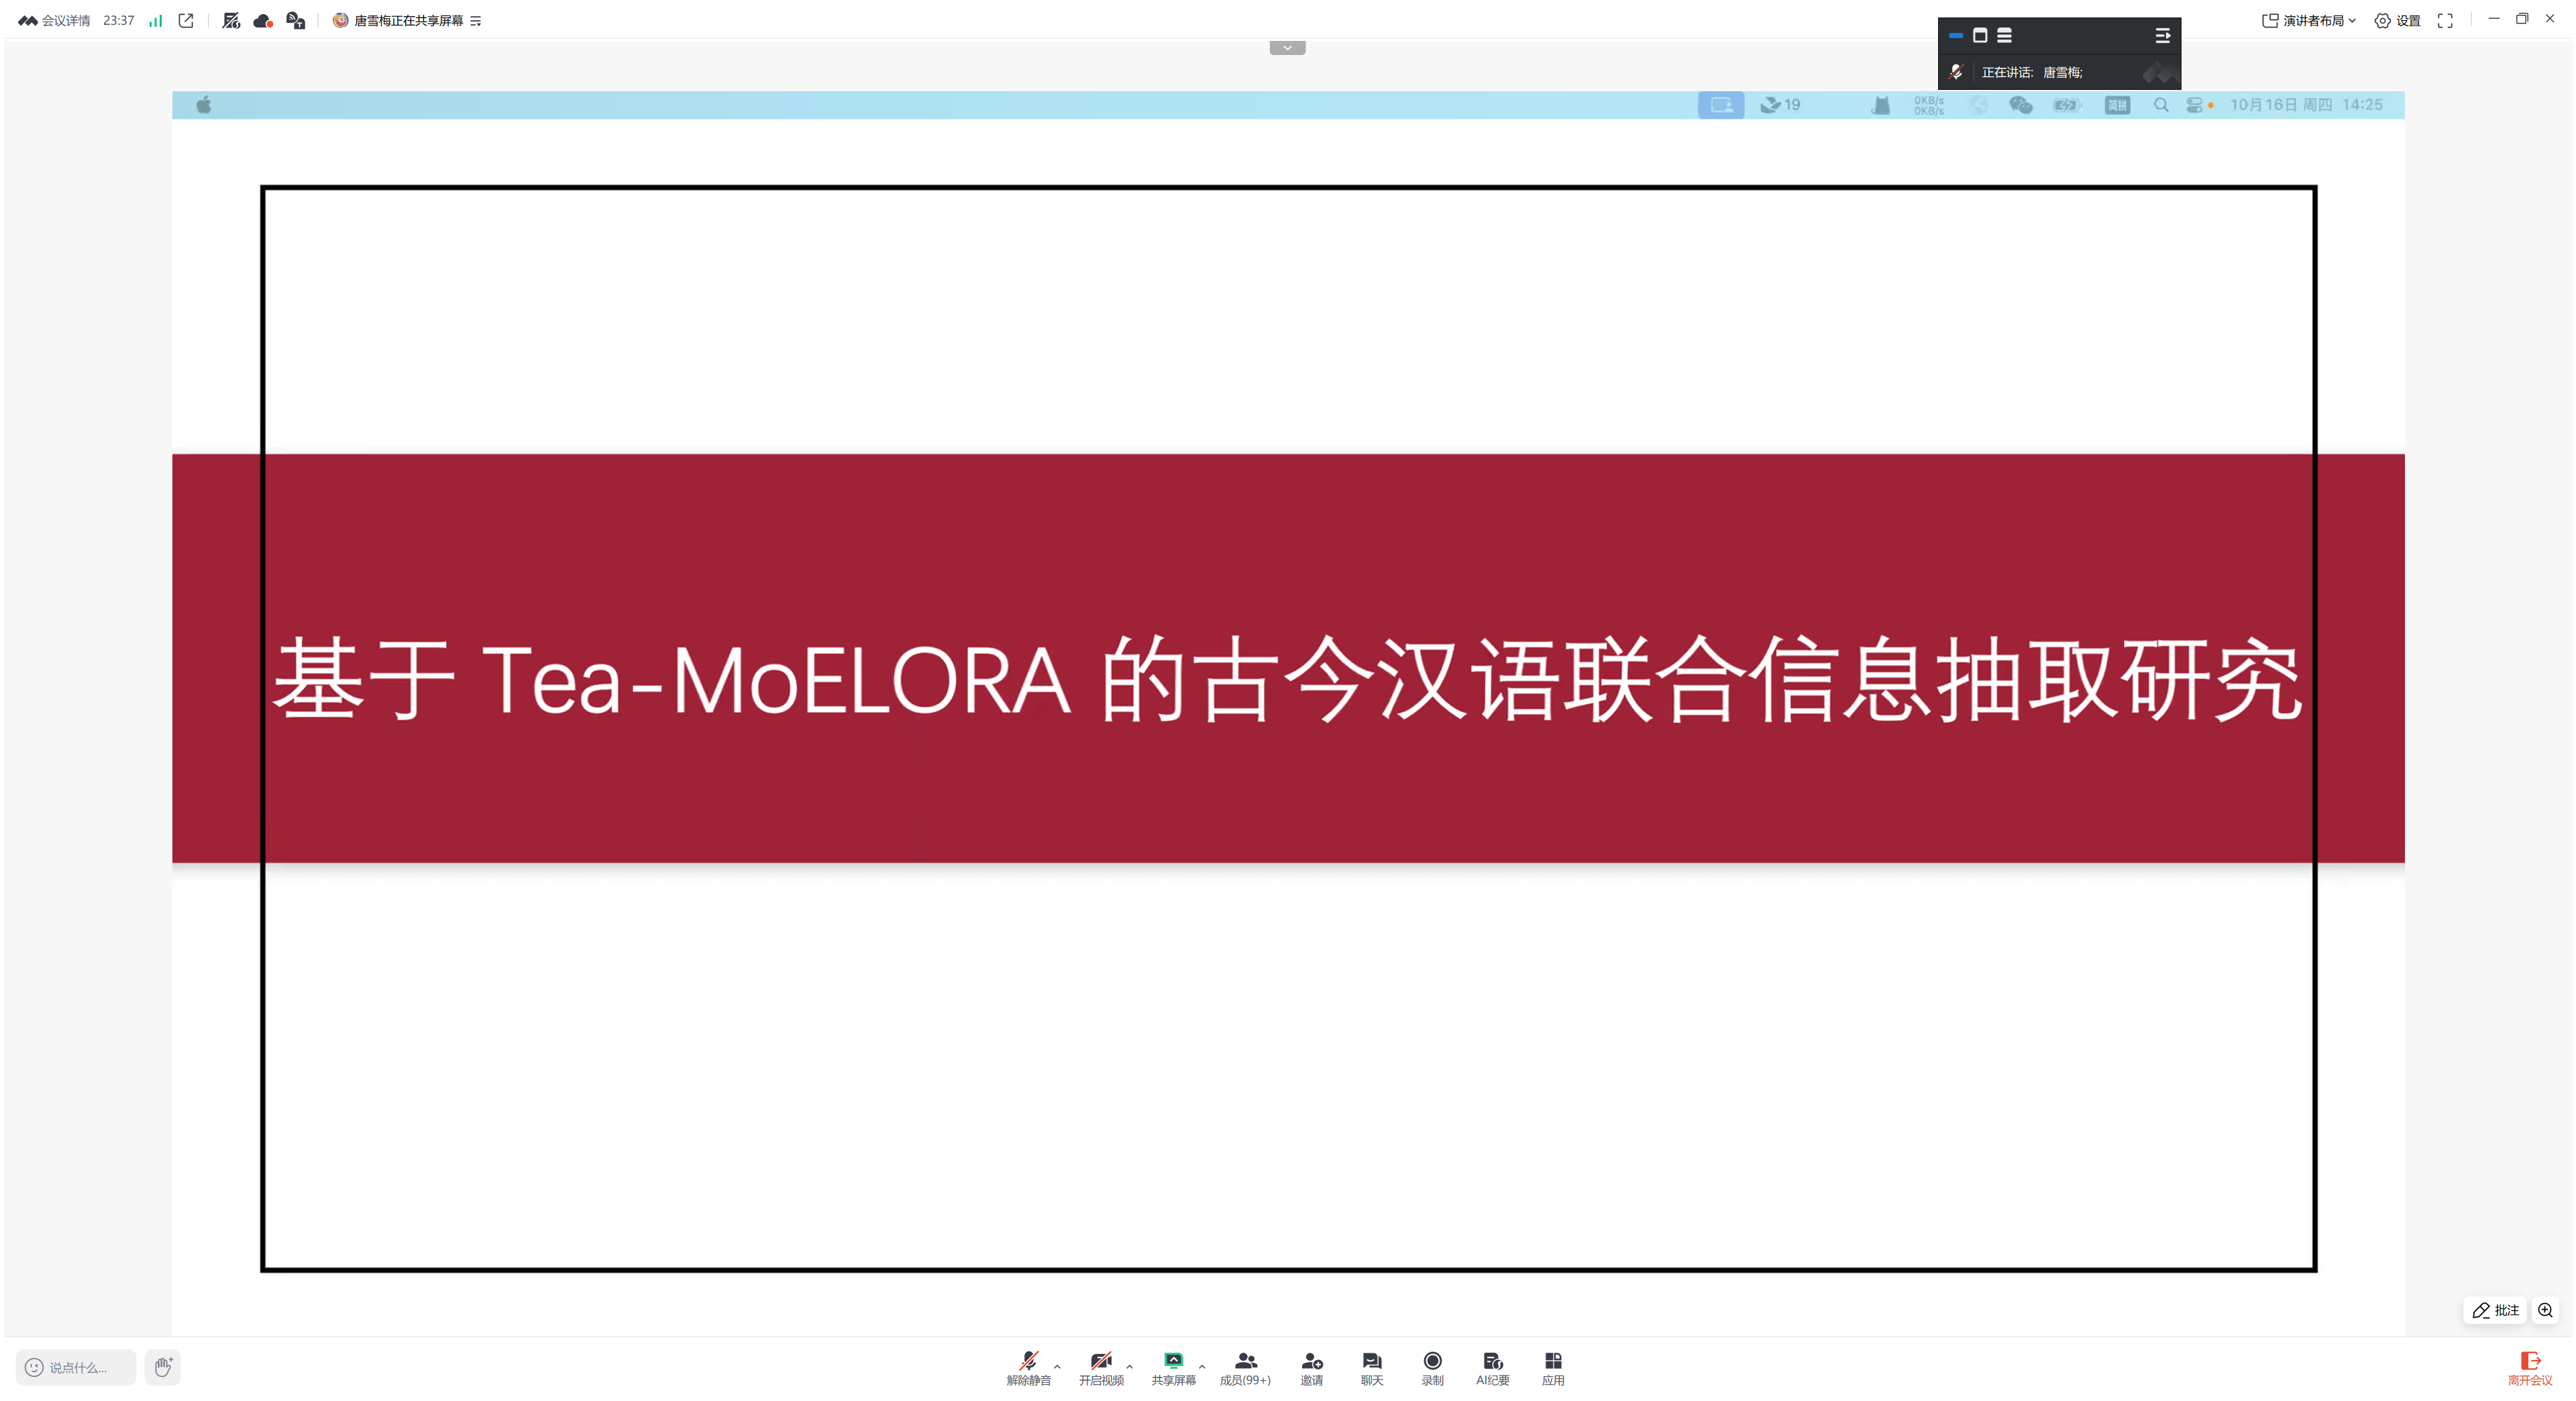 会议详情 23:37 唐雪梅正在共享屏幕 演讲者布局 设置
正在讲话: 唐雪梅;
19 0KB/s 0KB/s 简拼 10月16日 周四 14:25
基于 Tea-MoELORA 的古今汉语联合信息抽取研究
批注
说点什么... 解除静音 开启视频 共享屏幕 成员(99+) 邀请 聊天 录制 AI纪要 应用 离开会议